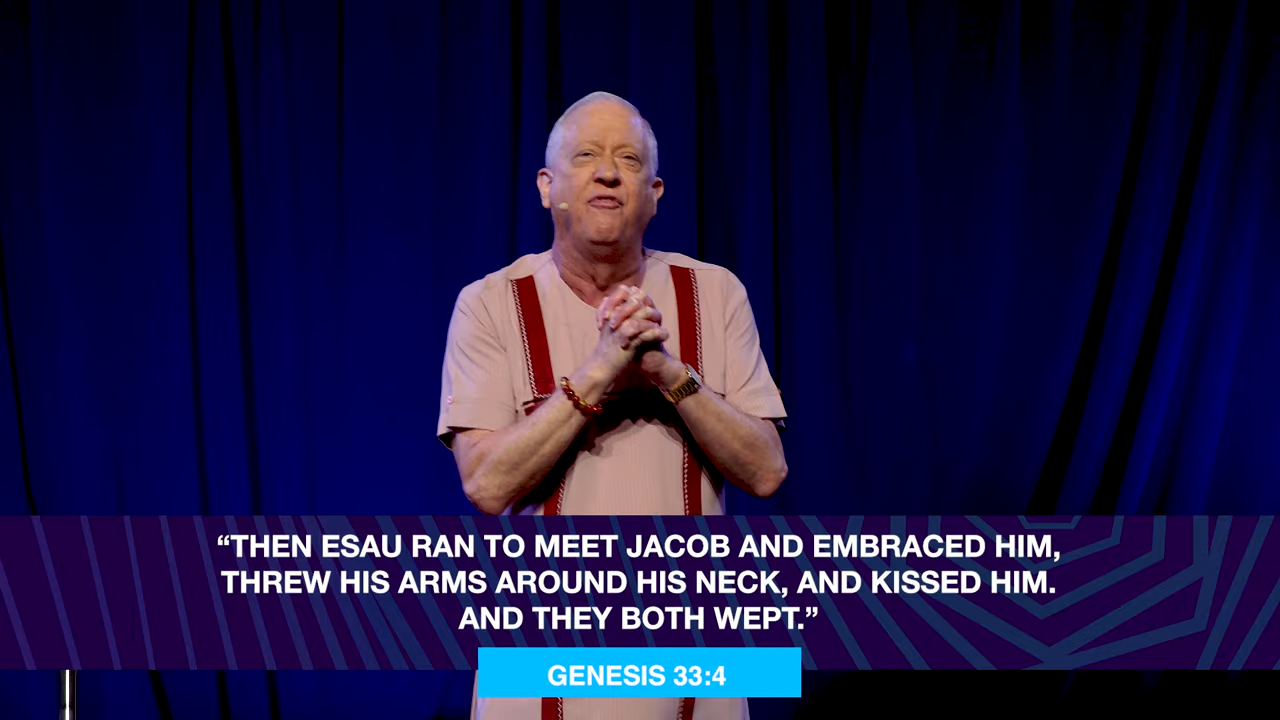 “THEN ESAU RAN TO MEET JACOB AND EMBRACED HIM,
THREW HIS ARMS AROUND HIS NECK, AND KISSED HIM.
AND THEY BOTH WEPT.”
GENESIS 33:4